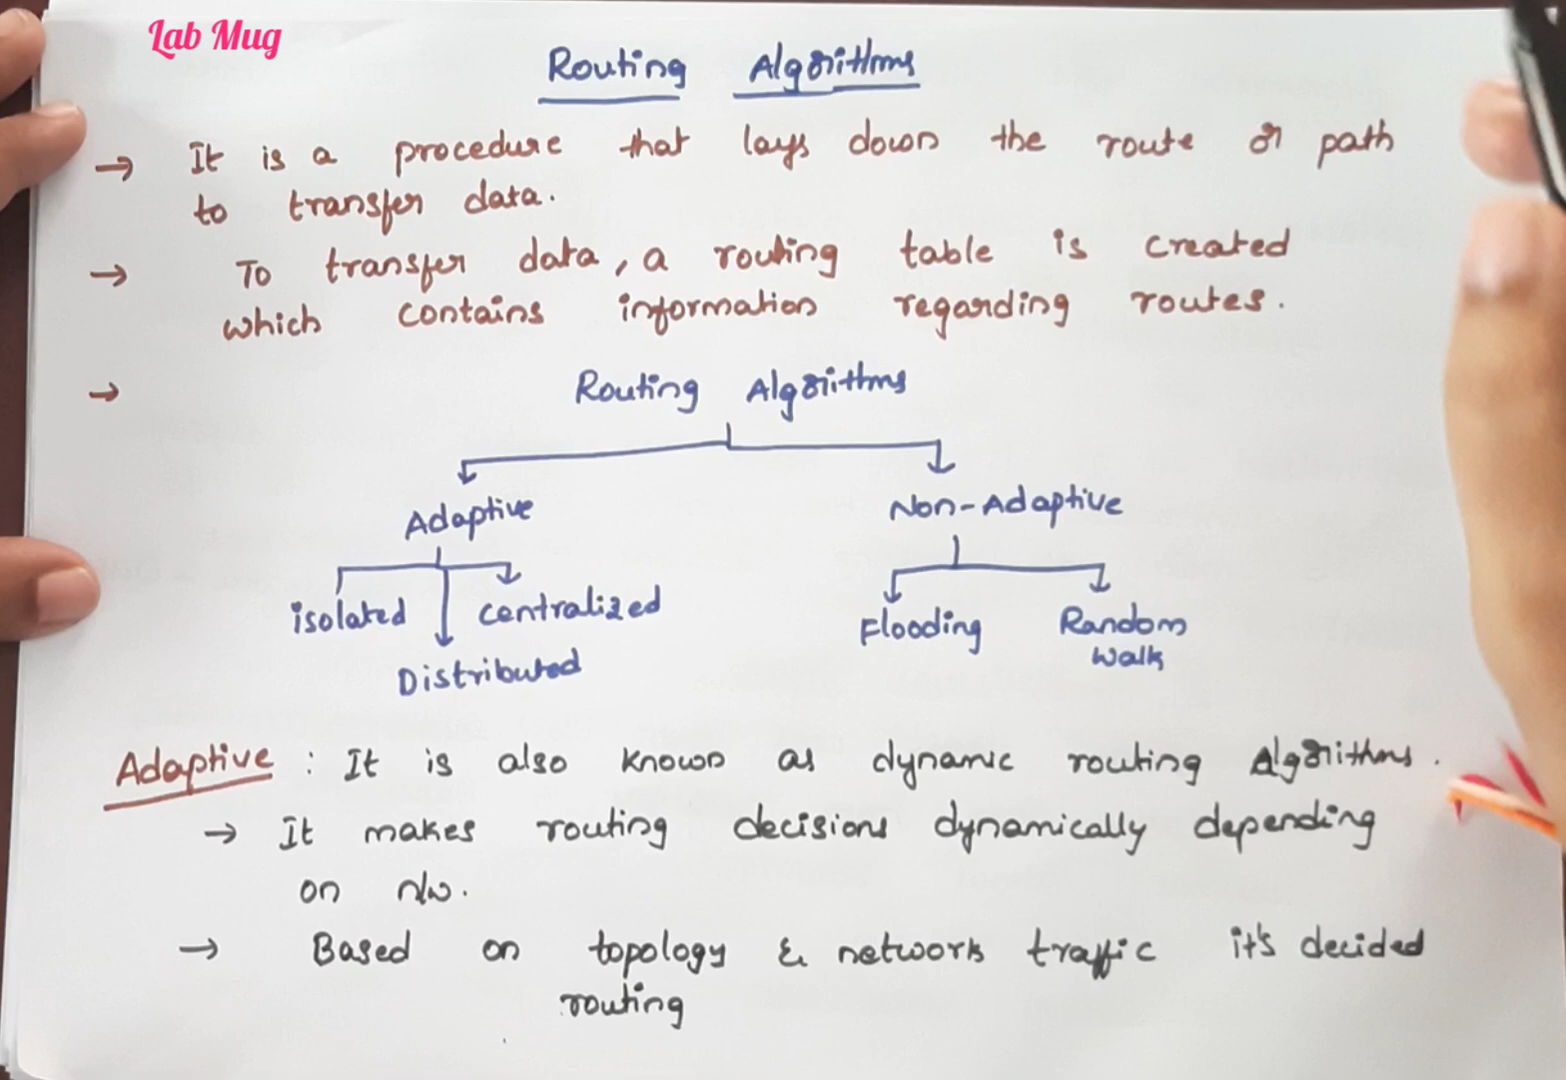 Lab Mug
Routing Algorithms
→ It is a procedure that lays down the route or path
to transfer data.
→ To transfer data, a routing table is created
which contains information regarding routes.
→ Routing Algorithms
Adaptive Non-Adaptive
isolated centralized Flooding Random
Distributed Walk
Adaptive : It is also known as dynamic routing Algorithms.
→ It makes routing decisions dynamically depending
on n/w.
→ Based on topology & network traffic it's decided
routing